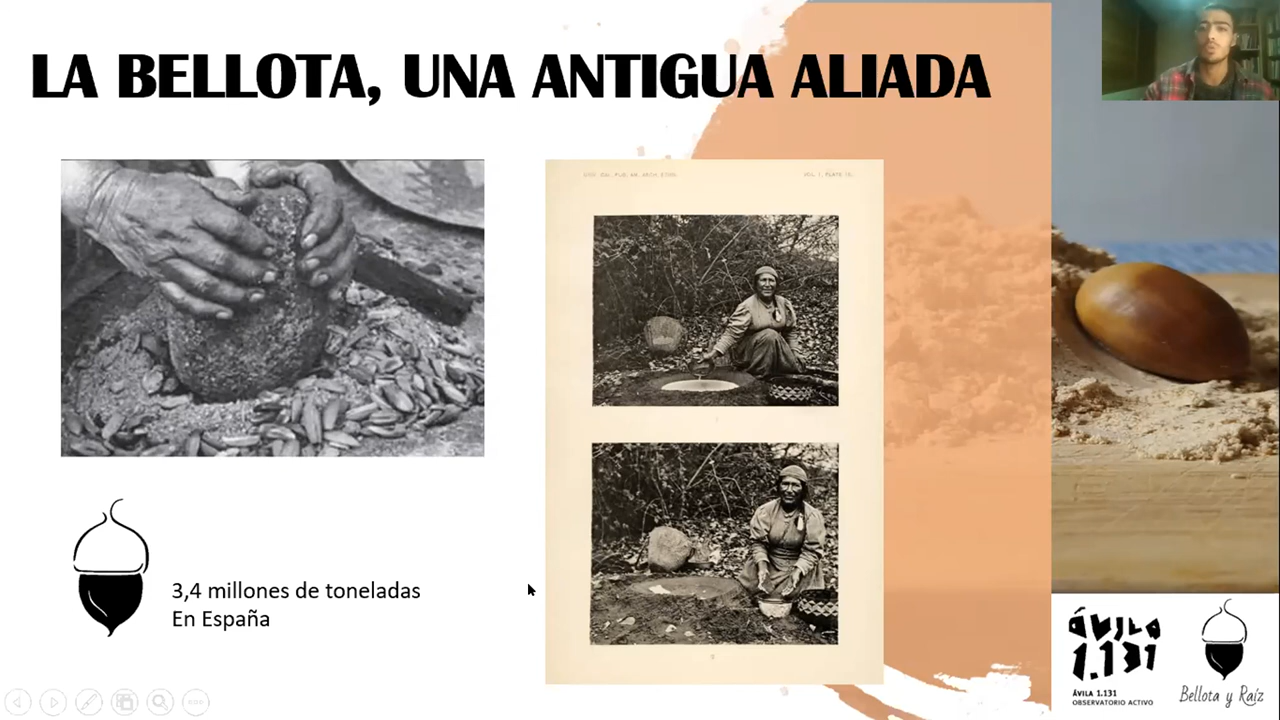 LA BELLOTA, UNA ANTIGUA ALIADA
3,4 millones de toneladas
En España
ÁVILA
1.131
ÁVILA 1.131
OBSERVATORIO ACTIVO
Bellota y Raíz